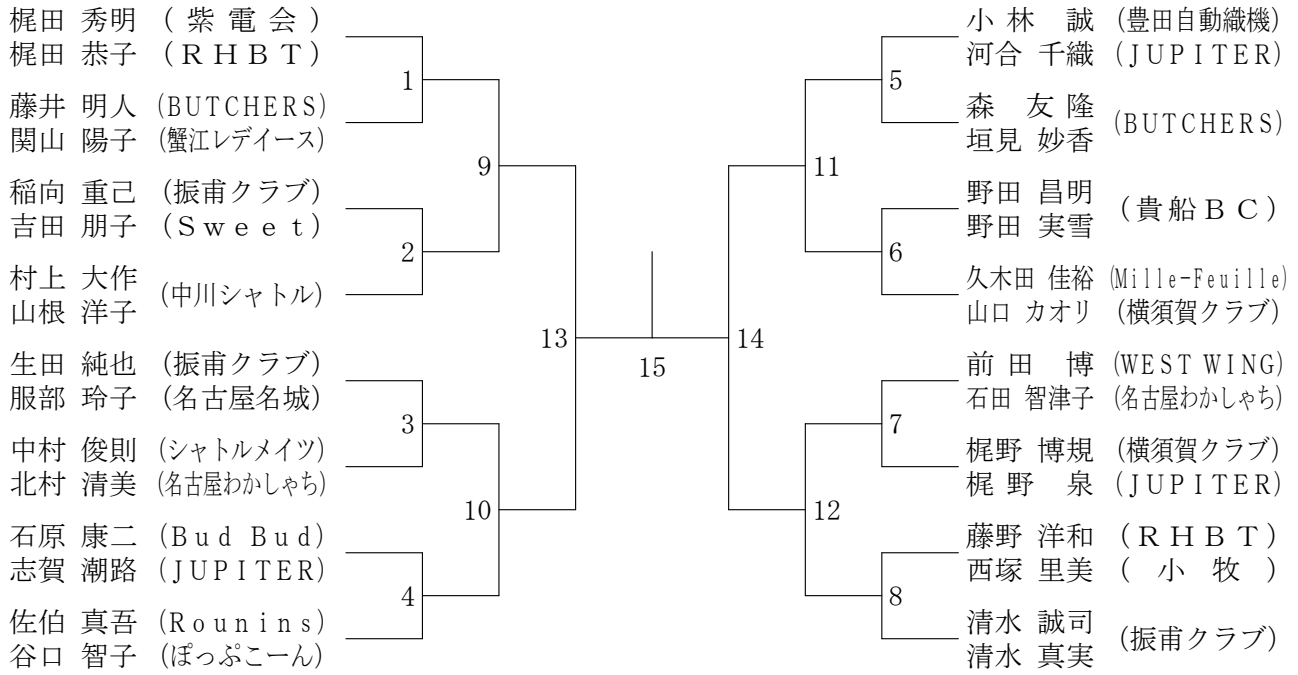 梶田 秀明 (紫電会)
梶田 恭子 (RHBT)
1
藤井 明人 (BUTCHERS)
関山 陽子 (蟹江レデイース)
9
稲向 重己 (振甫クラブ)
吉田 朋子 (Sweet)
2
村上 大作
山根 洋子
(中川シャトル)
13
生田 純也 (振甫クラブ)
服部 玲子 (名古屋名城)
3
中村 俊則 (シャトルメイツ)
北村 清美 (名古屋わかしゃち)
10
石原 康二 (Bud Bud)
志賀 潮路 (JUPITER)
4
佐伯 真吾 (Rounins)
谷口 智子 (ぽっぷこーん)
15
小林 誠 (豊田自動織機)
河合 千織 (JUPITER)
5
森 友隆
垣見 妙香
(BUTCHERS)
11
野田 昌明
野田 実雪
(貴船BC)
6
久木田 佳裕 (Mille-Feuille)
山口 カオリ (横須賀クラブ)
14
前田 博 (WEST WING)
石田 智津子 (名古屋わかしゃち)
7
梶野 博規 (横須賀クラブ)
梶野 泉 (JUPITER)
12
藤野 洋和 (RHBT)
西塚 里美 (小牧)
8
清水 誠司
清水 真実
(振甫クラブ)